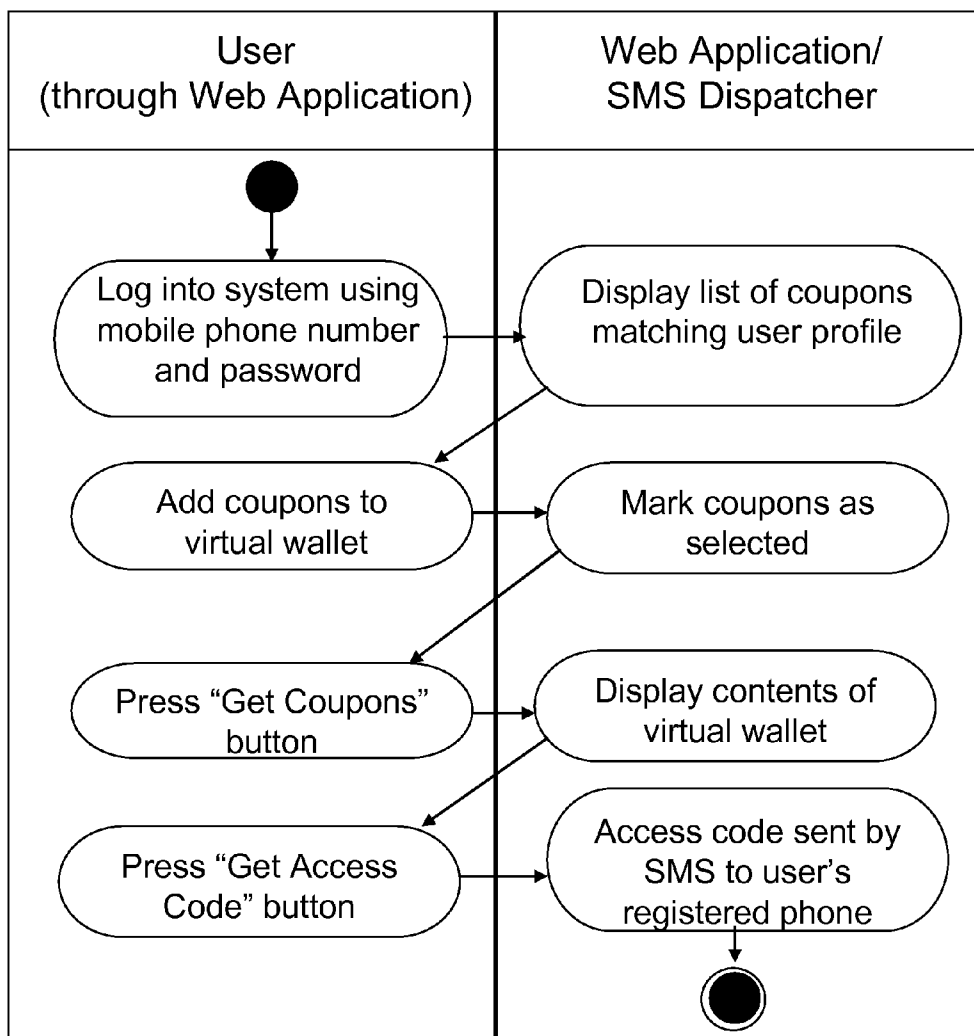 User
(through Web Application)
Web Application/
SMS Dispatcher
Log into system using
mobile phone number
and password
Display list of coupons
matching user profile
Add coupons to
virtual wallet
Mark coupons as
selected
Press “Get Coupons”
button
Display contents of
virtual wallet
Press “Get Access
Code” button
Access code sent by
SMS to user’s
registered phone